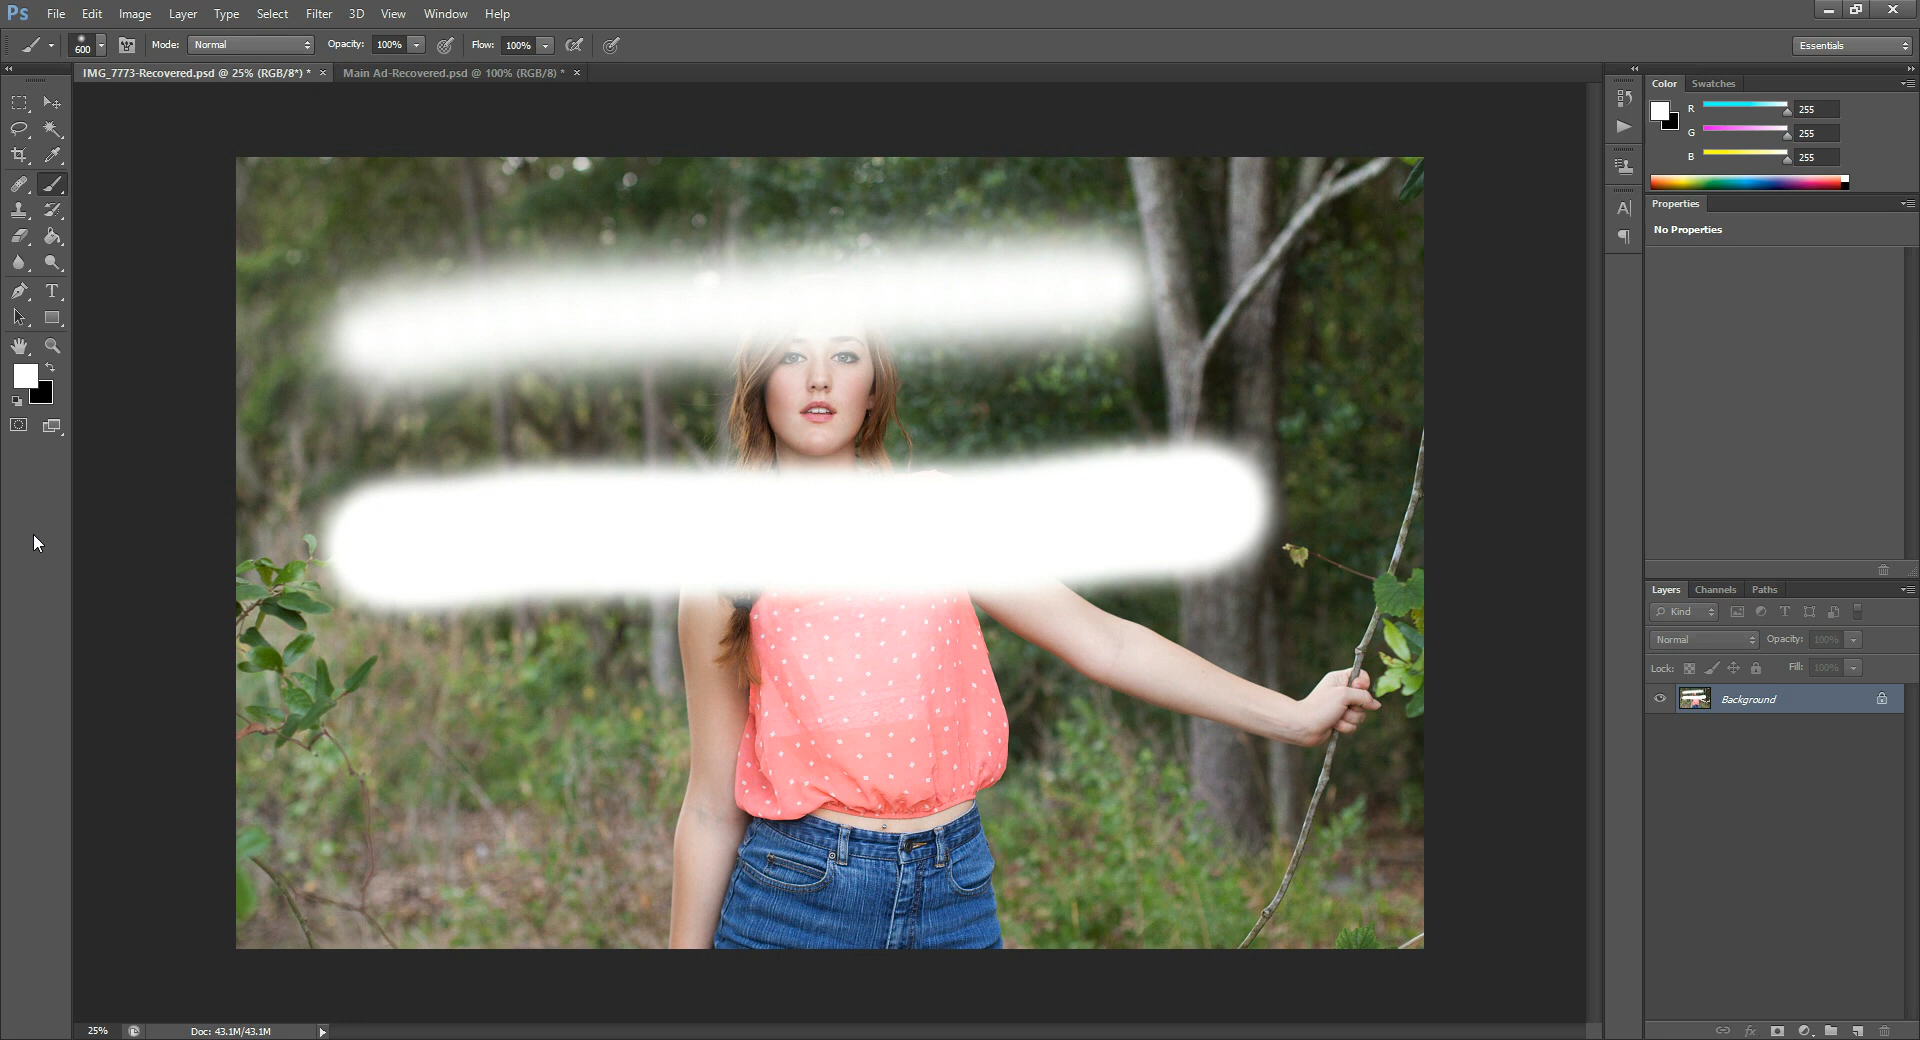 Ps File Edit Image Layer Type Select Filter 3D View Window Help
600 Mode: Normal Opacity: 100% Flow: 100% Essentials
IMG_7773-Recovered.psd @ 25% (RGB/8*) * × Main Ad-Recovered.psd @ 100% (RGB/8) * ×
Color Swatches
R 255
G 255
B 255
Properties
No Properties
Layers Channels Paths
Kind
Normal Opacity: 100%
Lock: Fill: 100%
Background
25% Doc: 43.1M/43.1M